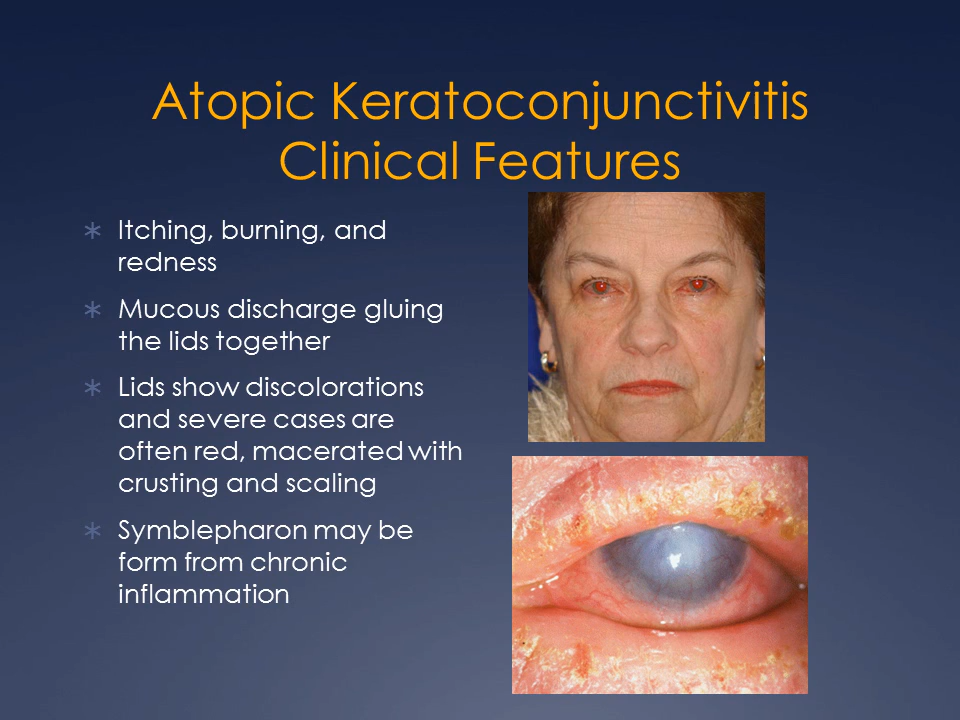 Atopic Keratoconjunctivitis
Clinical Features
Itching, burning, and
redness
Mucous discharge gluing
the lids together
Lids show discolorations
and severe cases are
often red, macerated with
crusting and scaling
Symblepharon may be
form from chronic
inflammation